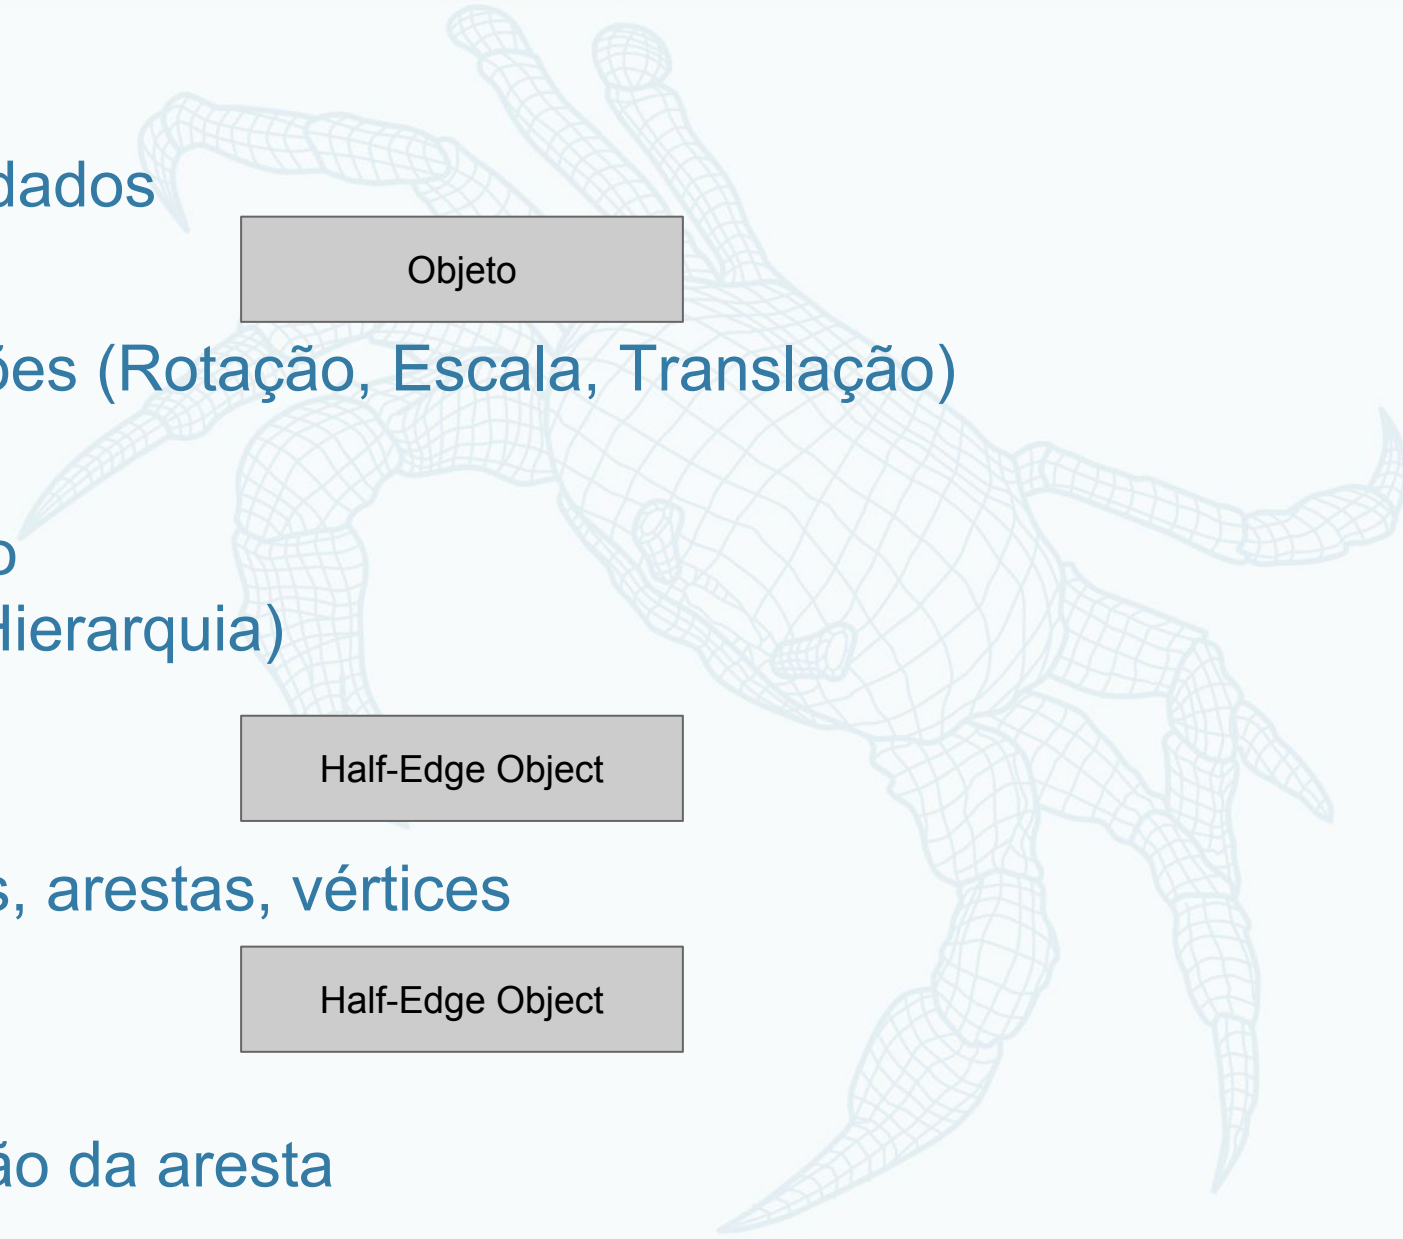 dados
Objeto
ões (Rotação, Escala, Translação)
o
Hierarquia)
Half-Edge Object
s, arestas, vértices
Half-Edge Object
ão da aresta